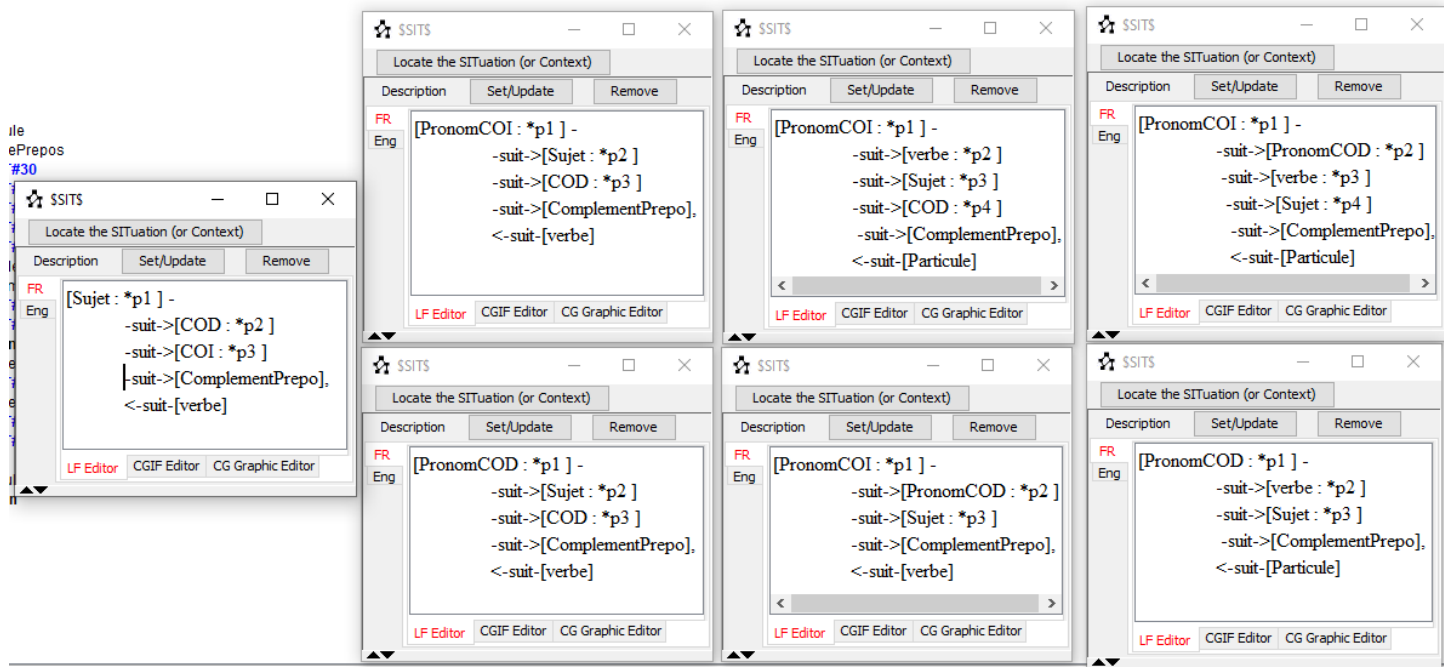 ule
ePrepos
#30
$SIT$
Locate the SITuation (or Context)
Description Set/Update Remove
FR
Eng
[Sujet : *p1 ] -
-suit->[COD : *p2 ]
-suit->[COI : *p3 ]
-suit->[ComplementPrepo],
<-suit-[verbe]
LF Editor CGIF Editor CG Graphic Editor
$SIT$
Locate the SITuation (or Context)
Description Set/Update Remove
FR
Eng
[PronomCOI : *p1 ] -
-suit->[Sujet : *p2 ]
-suit->[COD : *p3 ]
-suit->[ComplementPrepo],
<-suit-[verbe]
LF Editor CGIF Editor CG Graphic Editor
$SIT$
Locate the SITuation (or Context)
Description Set/Update Remove
FR
Eng
[PronomCOI : *p1 ] -
-suit->[verbe : *p2 ]
-suit->[Sujet : *p3 ]
-suit->[COD : *p4 ]
-suit->[ComplementPrepo],
<-suit-[Particule]
LF Editor CGIF Editor CG Graphic Editor
$SIT$
Locate the SITuation (or Context)
Description Set/Update Remove
FR
Eng
[PronomCOI : *p1 ] -
-suit->[PronomCOD : *p2 ]
-suit->[verbe : *p3 ]
-suit->[Sujet : *p4 ]
-suit->[ComplementPrepo],
<-suit-[Particule]
LF Editor CGIF Editor CG Graphic Editor
$SIT$
Locate the SITuation (or Context)
Description Set/Update Remove
FR
Eng
[PronomCOD : *p1 ] -
-suit->[Sujet : *p2 ]
-suit->[COD : *p3 ]
-suit->[ComplementPrepo],
<-suit-[verbe]
LF Editor CGIF Editor CG Graphic Editor
$SIT$
Locate the SITuation (or Context)
Description Set/Update Remove
FR
Eng
[PronomCOI : *p1 ] -
-suit->[PronomCOD : *p2 ]
-suit->[Sujet : *p3 ]
-suit->[ComplementPrepo],
<-suit-[verbe]
LF Editor CGIF Editor CG Graphic Editor
$SIT$
Locate the SITuation (or Context)
Description Set/Update Remove
FR
Eng
[PronomCOD : *p1 ] -
-suit->[verbe : *p2 ]
-suit->[Sujet : *p3 ]
-suit->[ComplementPrepo],
<-suit-[Particule]
LF Editor CGIF Editor CG Graphic Editor